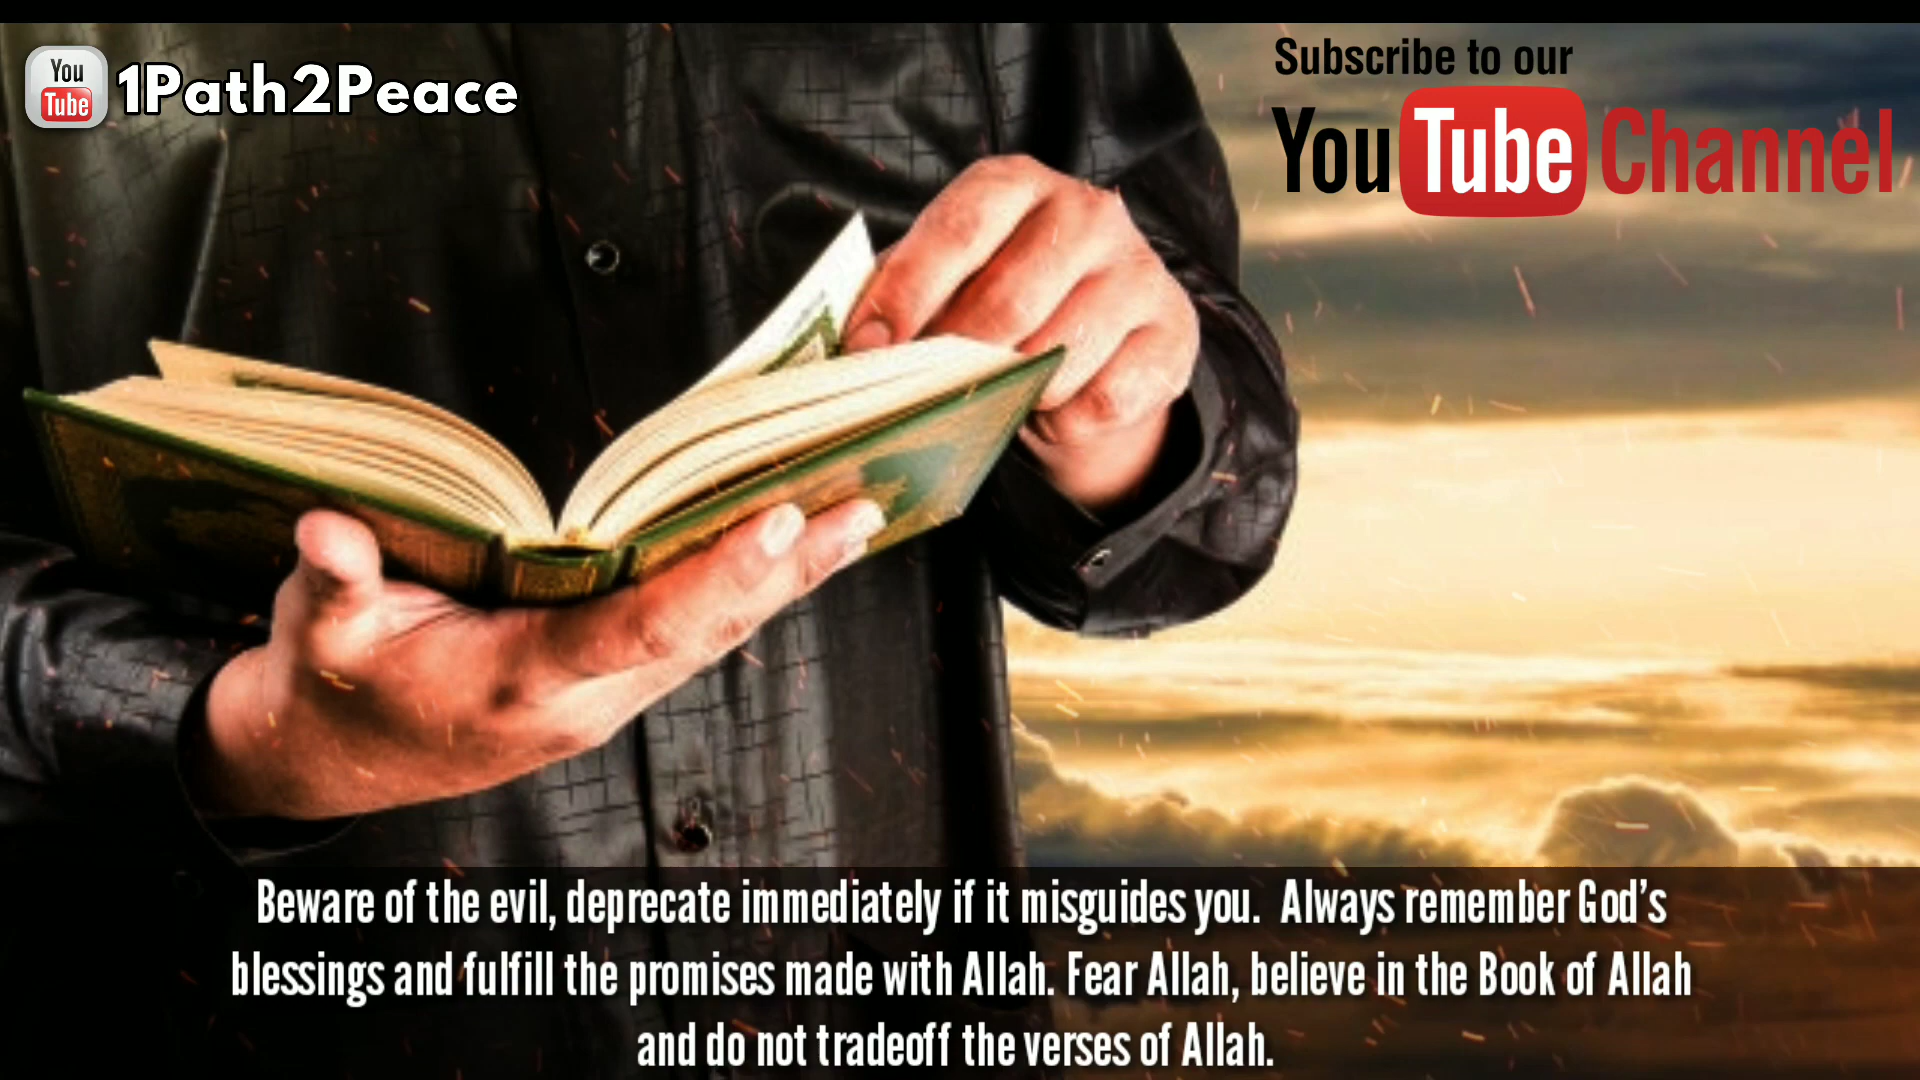 You
Tube
1Path2Peace
Subscribe to our
YouTube Channel
Beware of the evil, deprecate immediately if it misguides you. Always remember God's
blessings and fulfill the promises made with Allah. Fear Allah, believe in the Book of Allah
and do not tradeoff the verses of Allah.